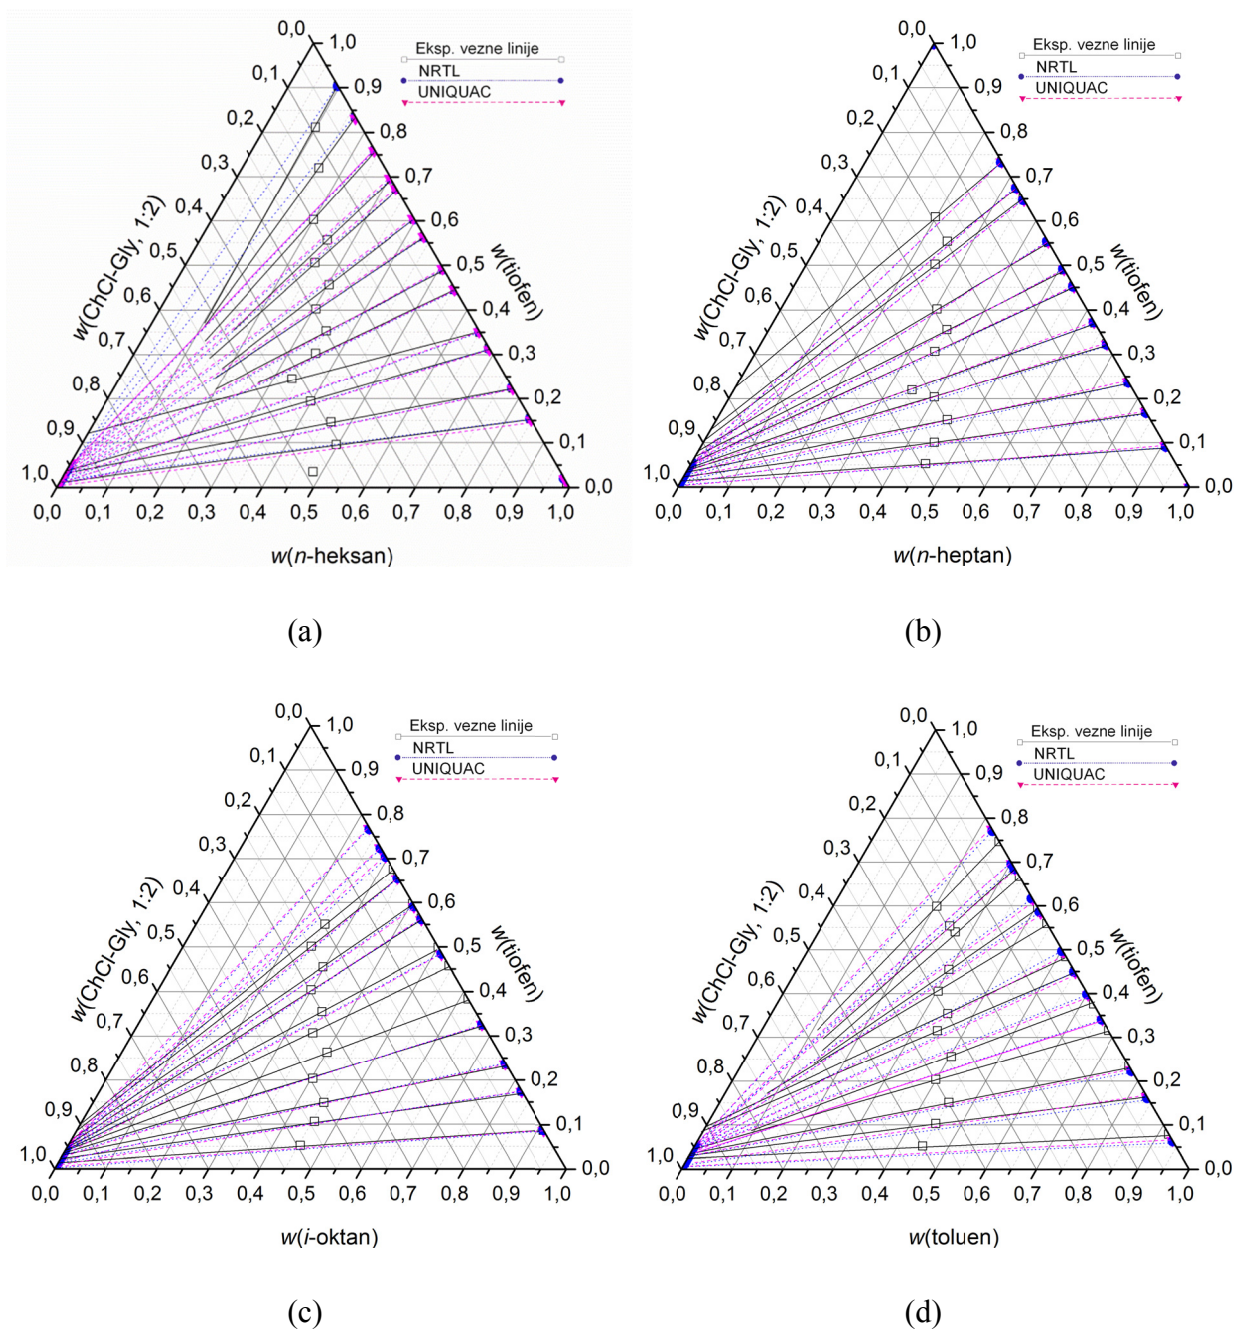 Eksp. vezne linije
NRTL
UNIQUAC
0,0
0,1
0,2
0,3
0,4
0,5
0,6
0,7
0,8
0,9
1,0
w(ChCl-Gly, 1:2)
1,0
0,9
0,8
0,7
0,6
0,5
0,4
0,3
0,2
0,1
0,0
w(tiofen)
0,0 0,1 0,2 0,3 0,4 0,5 0,6 0,7 0,8 0,9 1,0
w(n-heksan)
(a)
Eksp. vezne linije
NRTL
UNIQUAC
0,0
0,1
0,2
0,3
0,4
0,5
0,6
0,7
0,8
0,9
1,0
w(ChCl-Gly, 1:2)
1,0
0,9
0,8
0,7
0,6
0,5
0,4
0,3
0,2
0,1
0,0
w(tiofen)
0,0 0,1 0,2 0,3 0,4 0,5 0,6 0,7 0,8 0,9 1,0
w(n-heptan)
(b)
Eksp. vezne linije
NRTL
UNIQUAC
0,0
0,1
0,2
0,3
0,4
0,5
0,6
0,7
0,8
0,9
1,0
w(ChCl-Gly, 1:2)
1,0
0,9
0,8
0,7
0,6
0,5
0,4
0,3
0,2
0,1
0,0
w(tiofen)
0,0 0,1 0,2 0,3 0,4 0,5 0,6 0,7 0,8 0,9 1,0
w(i-oktan)
(c)
Eksp. vezne linije
NRTL
UNIQUAC
0,0
0,1
0,2
0,3
0,4
0,5
0,6
0,7
0,8
0,9
1,0
w(ChCl-Gly, 1:2)
1,0
0,9
0,8
0,7
0,6
0,5
0,4
0,3
0,2
0,1
0,0
w(tiofen)
0,0 0,1 0,2 0,3 0,4 0,5 0,6 0,7 0,8 0,9 1,0
w(toluen)
(d)